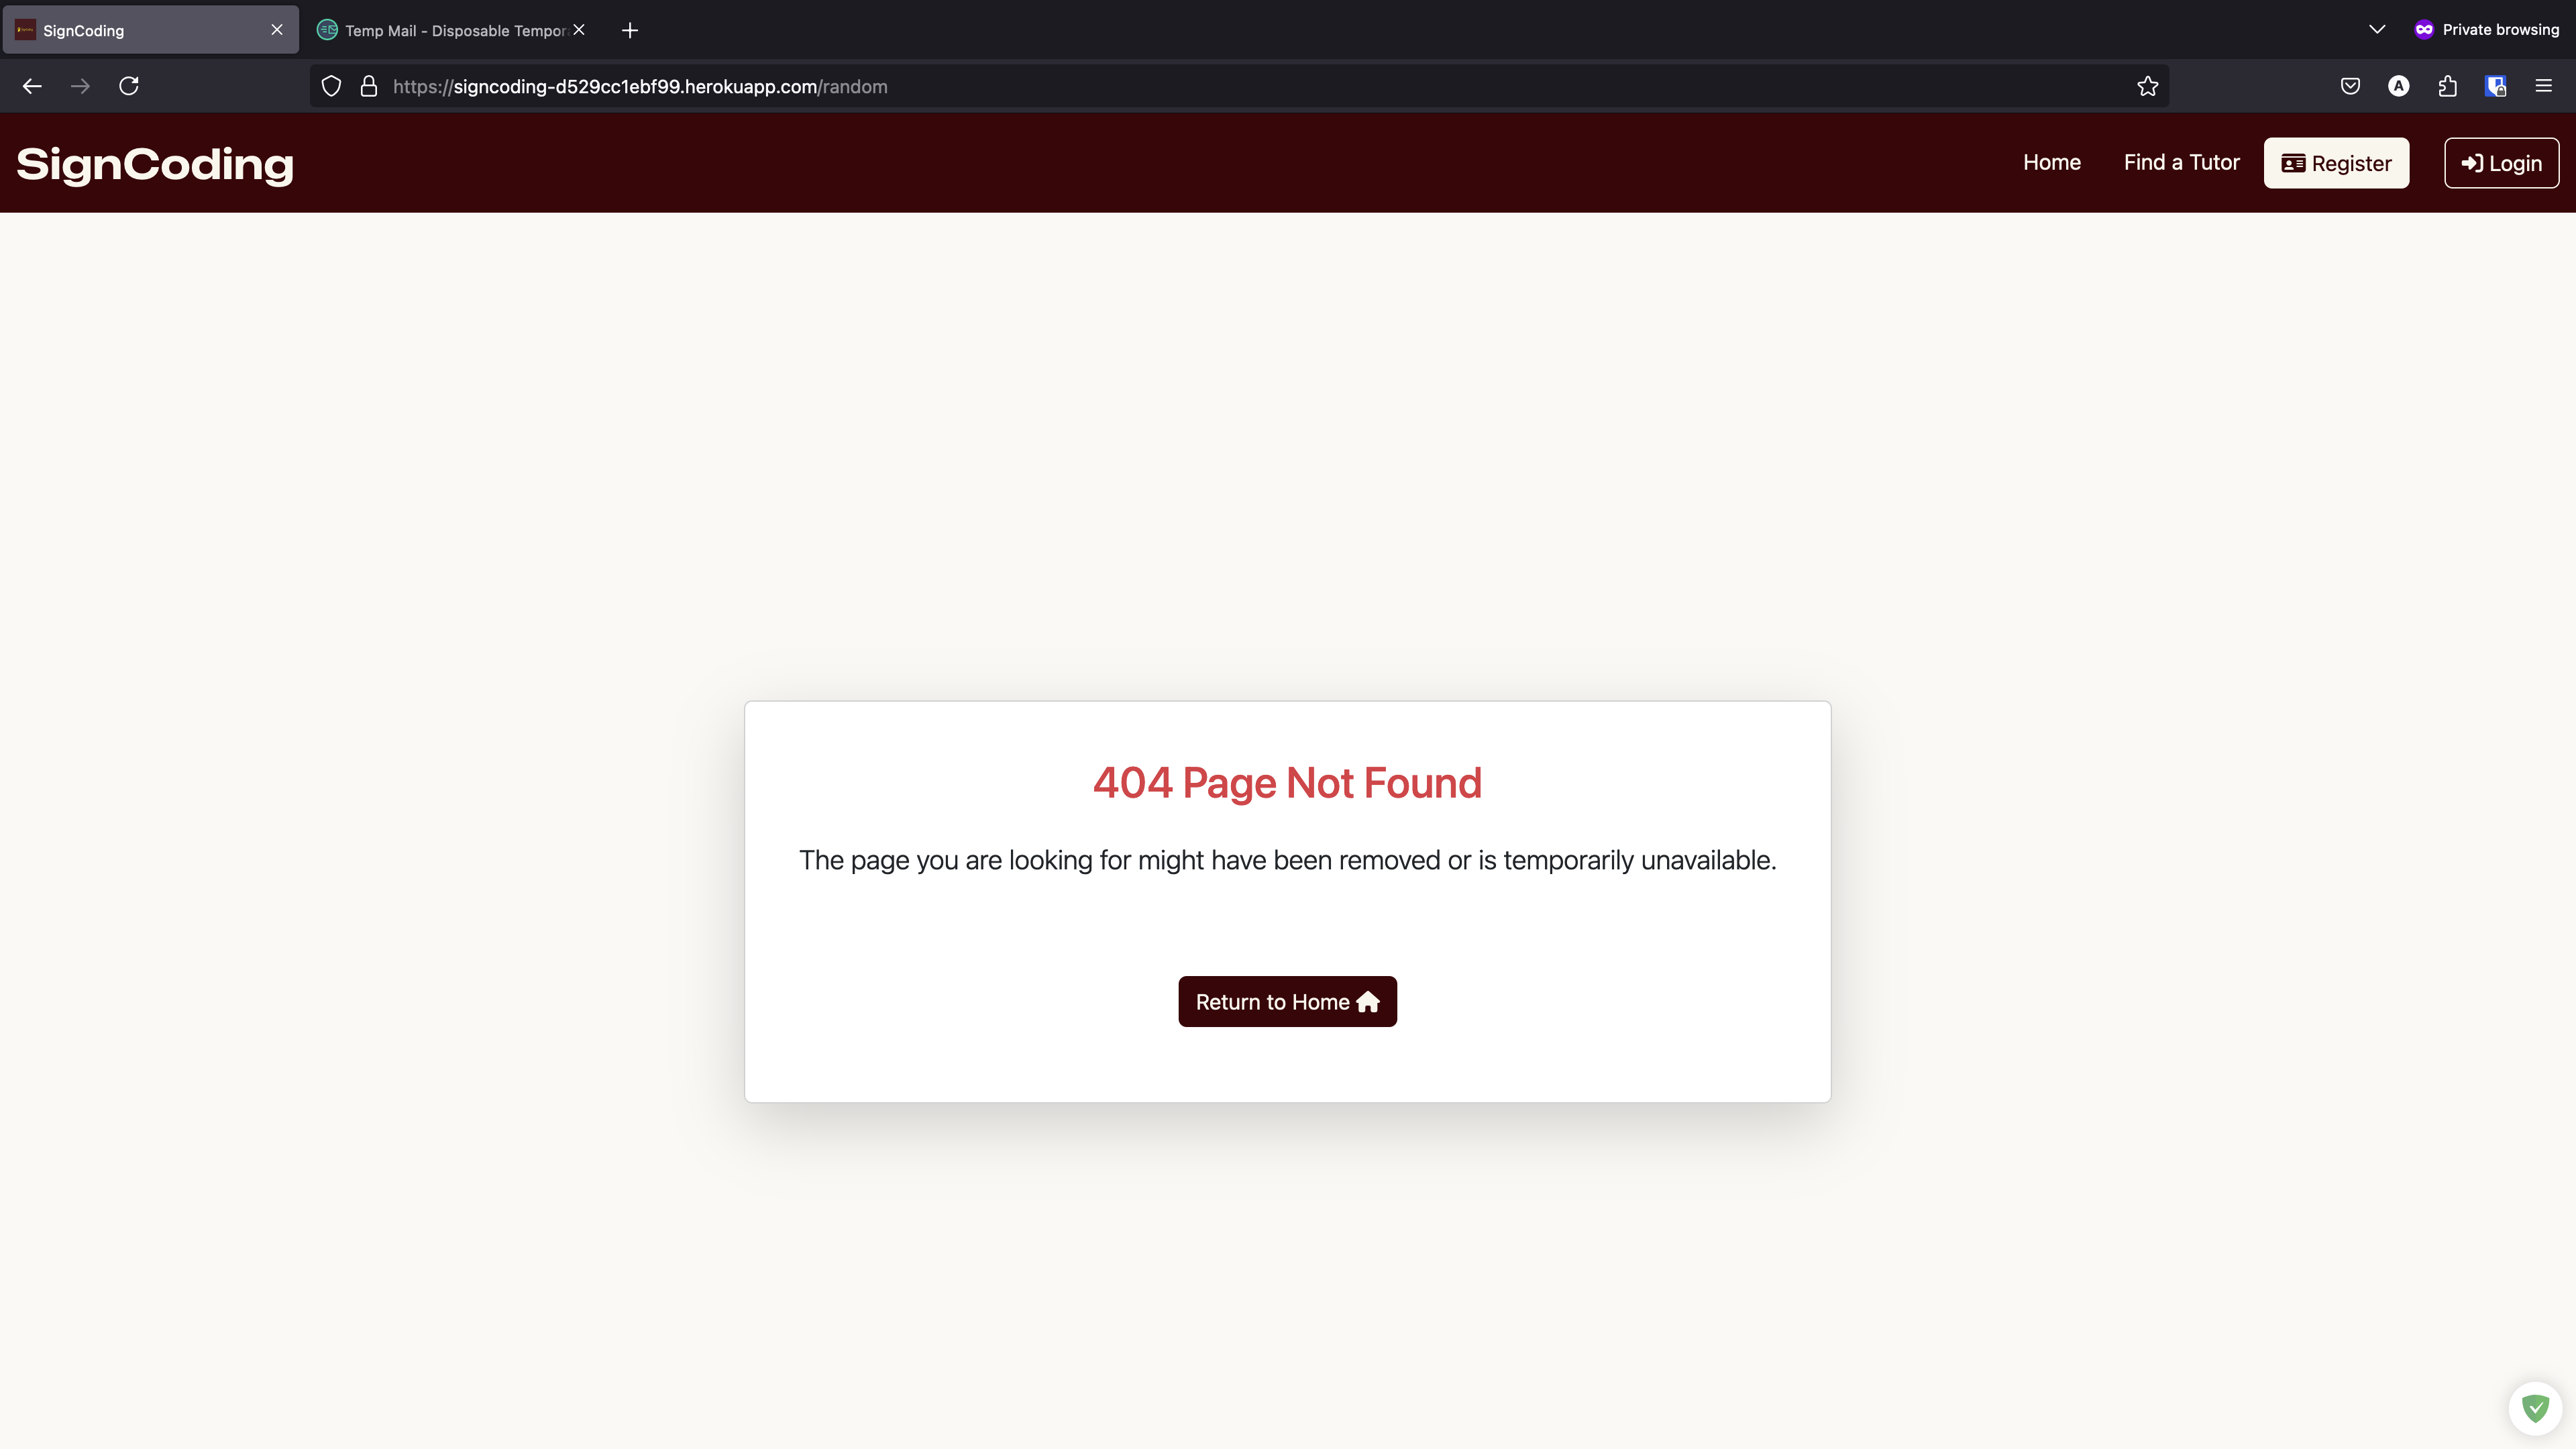 SignCoding
Temp Mail - Disposable Tempor
Private browsing
https://signcoding-d529cc1ebf99.herokuapp.com/random
A
SignCoding
Home
Find a Tutor
Register
Login
404 Page Not Found
The page you are looking for might have been removed or is temporarily unavailable.
Return to Home